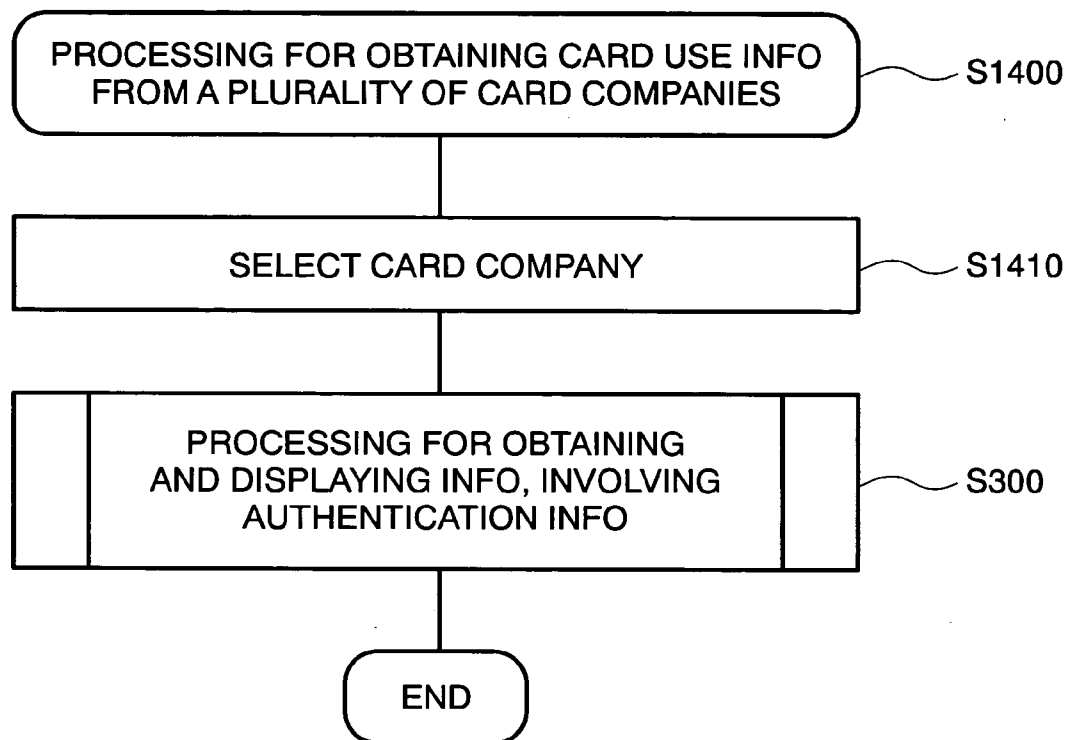 PROCESSING FOR OBTAINING CARD USE INFO
FROM A PLURALITY OF CARD COMPANIES
S1400
SELECT CARD COMPANY
S1410
PROCESSING FOR OBTAINING
AND DISPLAYING INFO, INVOLVING
AUTHENTICATION INFO
S300
END